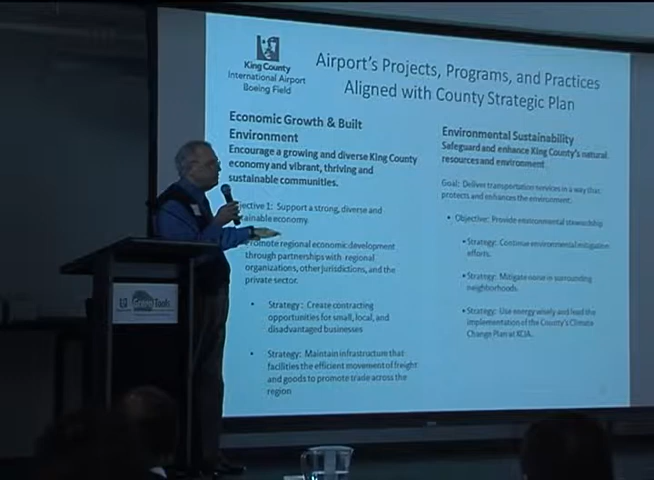 King County
International Airport
Boeing Field
Airport's Projects, Programs, and Practices
Aligned with County Strategic Plan
Economic Growth & Built
Environment
Encourage a growing and diverse King County
economy and vibrant, thriving and
sustainable communities.
jective 1: Support a strong, diverse and
tainable economy.
romote regional economic development
through partnerships with regional
organizations, other jurisdictions, and the
private sector.
• Strategy: Create contracting
opportunities for small, local, and
disadvantaged businesses
• Strategy: Maintain infrastructure that
facilities the efficient movement of freight
and goods to promote trade across the
region
Environmental Sustainability
Safeguard and enhance King County's natural
resources and environment
Goal: Deliver transportation services in a way that
protects and enhances the environment.
• Objective: Provide environmental stewardship
• Strategy: Continue environmental mitigation
efforts.
• Strategy: Mitigate noise in surrounding
neighborhoods.
• Strategy: Use energy wisely and lead the
implementation of the County's Climate
Change Plan at KCIA.
GreenTools